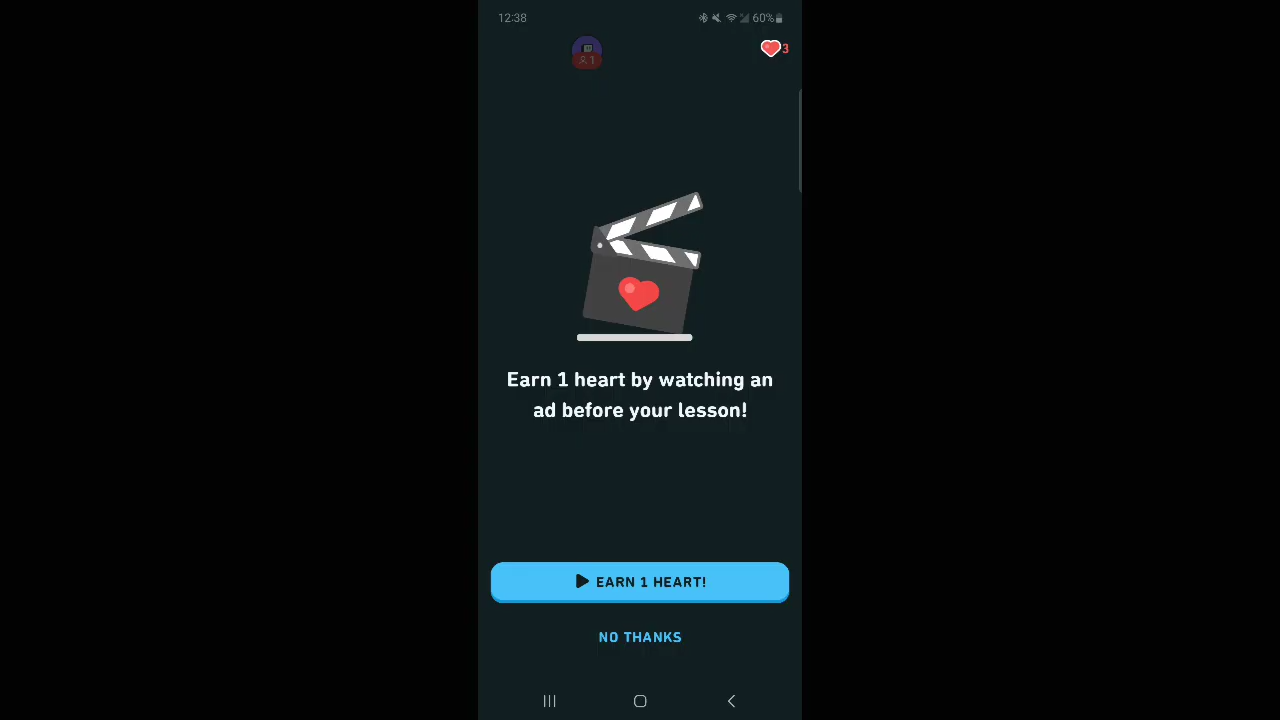 12:38
60%
1
3
Earn 1 heart by watching an
ad before your lesson!
EARN 1 HEART!
NO THANKS